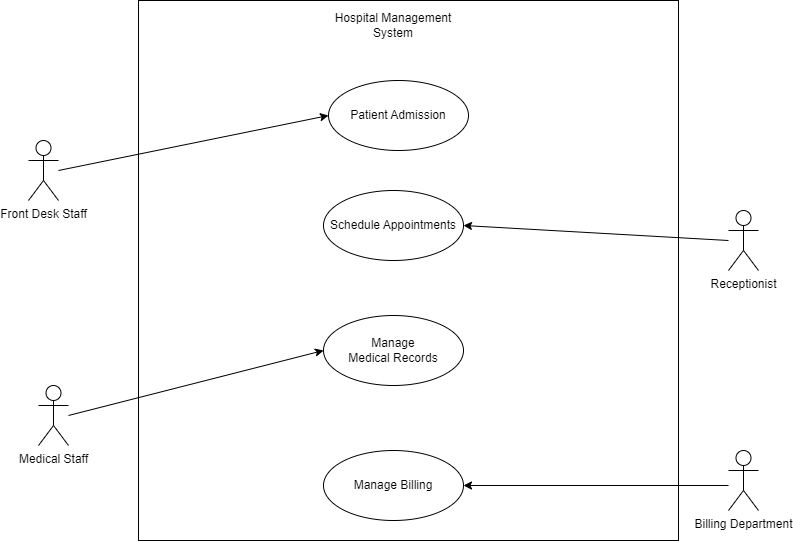 Hospital Management
System
Patient Admission
Front Desk Staff
Schedule Appointments
Receptionist
Manage
Medical Records
Medical Staff
Manage Billing
Billing Department